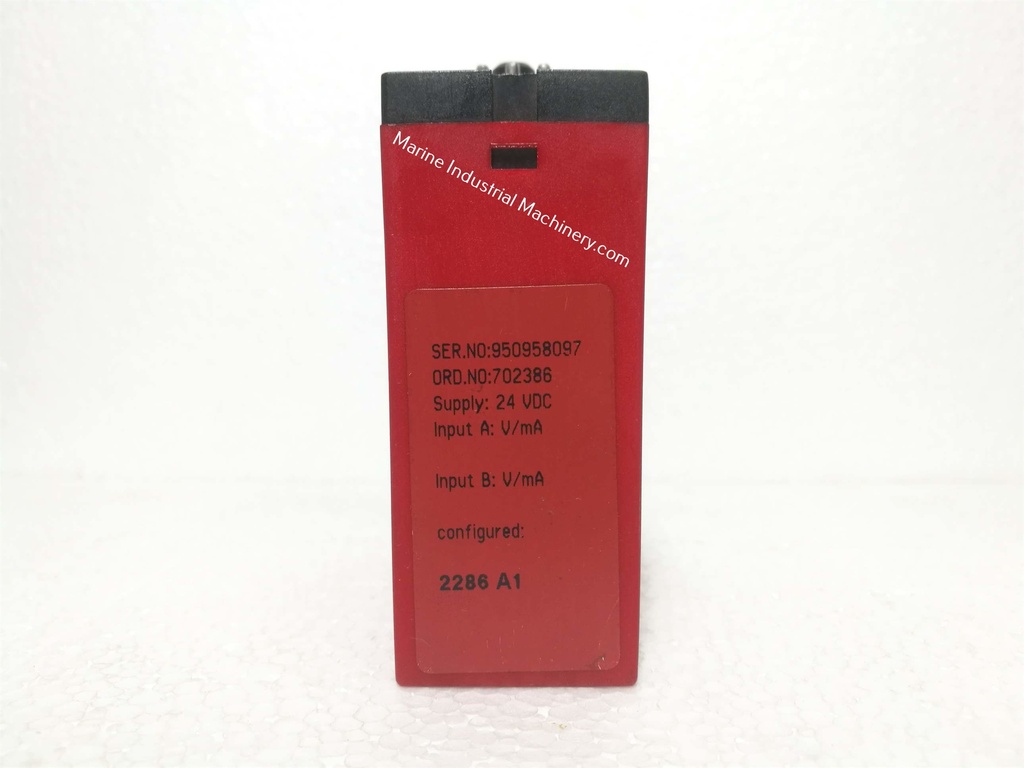 Marine Industrial Machinery.com
SER.NO:950958097
ORD.NO:702386
Supply: 24 VDC
Input A: V/mA
Input B: V/mA
configured:
2286 A1